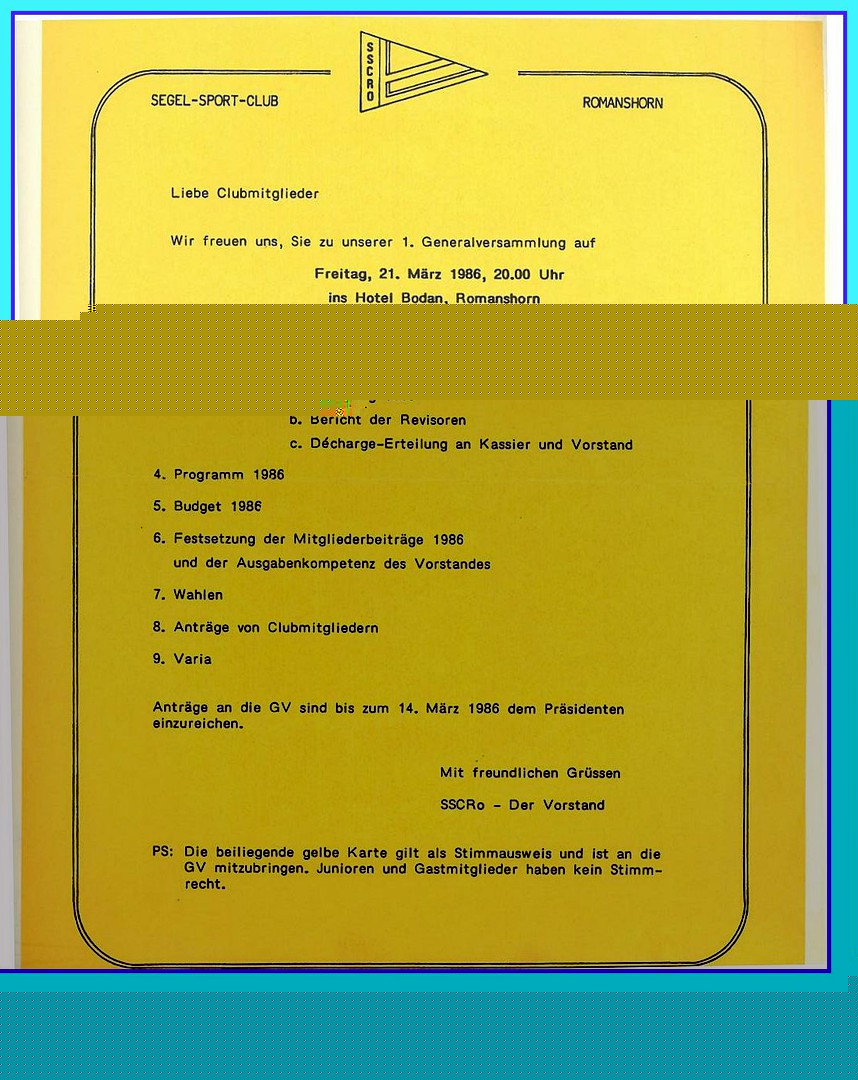 SSCRO
SEGEL-SPORT-CLUB
ROMANSHORN
Liebe Clubmitglieder
Wir freuen uns, Sie zu unserer 1. Generalversammlung auf
Freitag, 21. März 1986, 20.00 Uhr
ins Hotel Bodan, Romanshorn
b. Bericht der Revisoren
c. Décharge-Erteilung an Kassier und Vorstand
4. Programm 1986
5. Budget 1986
6. Festsetzung der Mitgliederbeiträge 1986
und der Ausgabenkompetenz des Vorstandes
7. Wahlen
8. Anträge von Clubmitgliedern
9. Varia
Anträge an die GV sind bis zum 14. März 1986 dem Präsidenten
einzureichen.
Mit freundlichen Grüssen
SSCRo - Der Vorstand
PS: Die beiliegende gelbe Karte gilt als Stimmausweis und ist an die
GV mitzubringen. Junioren und Gastmitglieder haben kein Stimm-
recht.